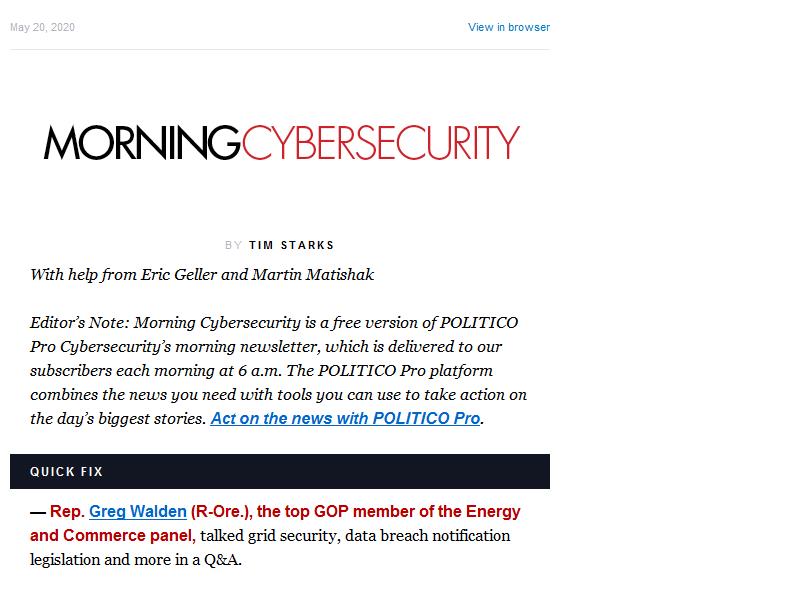 May 20, 2020
View in browser
MORNINGCYBERSECURITY
BY TIM STARKS
With help from Eric Geller and Martin Matishak
Editor’s Note: Morning Cybersecurity is a free version of POLITICO
Pro Cybersecurity’s morning newsletter, which is delivered to our
subscribers each morning at 6 a.m. The POLITICO Pro platform
combines the news you need with tools you can use to take action on
the day’s biggest stories. Act on the news with POLITICO Pro.
QUICK FIX
— Rep. Greg Walden (R-Ore.), the top GOP member of the Energy
and Commerce panel, talked grid security, data breach notification
legislation and more in a Q&A.